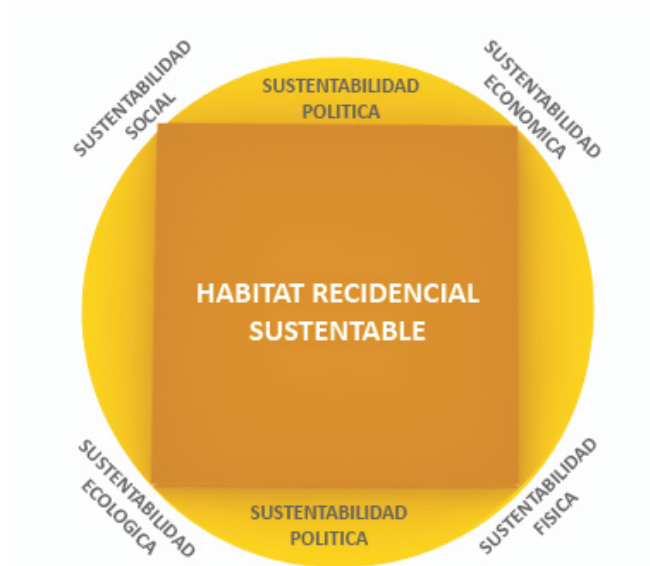 SUSTENTABILIDAD
SOCIAL
SUSTENTABILIDAD
POLITICA
SUSTENTABILIDAD
ECONOMICA
HABITAT RECIDENCIAL
SUSTENTABLE
SUSTENTABILIDAD
ECOLOGICA
SUSTENTABILIDAD
POLITICA
SUSTENTABILIDAD
FISICA